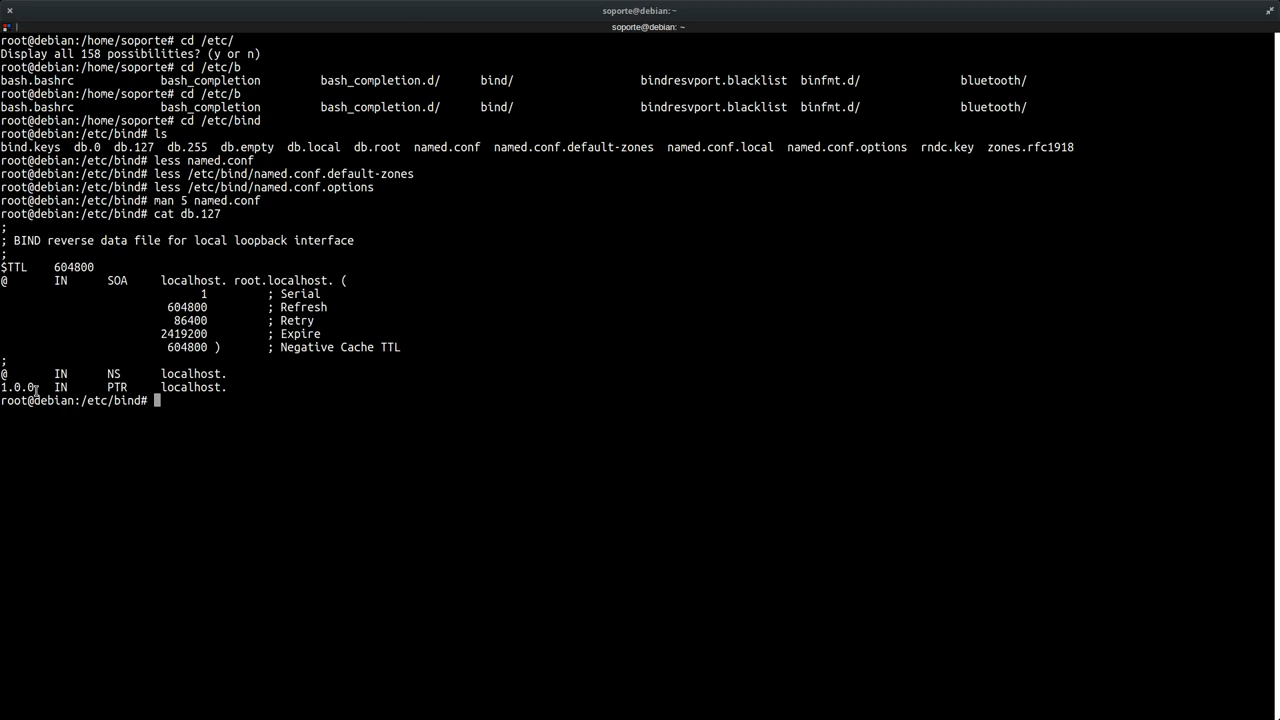 soporte@debian: ~
soporte@debian: ~
root@debian:/home/soporte# cd /etc/
Display all 158 possibilities? (y or n)
root@debian:/home/soporte# cd /etc/b
bash.bashrc bash_completion bash_completion.d/ bind/ bindresvport.blacklist binfmt.d/ bluetooth/
root@debian:/home/soporte# cd /etc/b
bash.bashrc bash_completion bash_completion.d/ bind/ bindresvport.blacklist binfmt.d/ bluetooth/
root@debian:/home/soporte# cd /etc/bind
root@debian:/etc/bind# ls
bind.keys db.0 db.127 db.255 db.empty db.local db.root named.conf named.conf.default-zones named.conf.local named.conf.options rndc.key zones.rfc1918
root@debian:/etc/bind# less named.conf
root@debian:/etc/bind# less /etc/bind/named.conf.default-zones
root@debian:/etc/bind# less /etc/bind/named.conf.options
root@debian:/etc/bind# man 5 named.conf
root@debian:/etc/bind# cat db.127
;
; BIND reverse data file for local loopback interface
;
$TTL 604800
@ IN SOA localhost. root.localhost. (
1 ; Serial
604800 ; Refresh
86400 ; Retry
2419200 ; Expire
604800 ) ; Negative Cache TTL
;
@ IN NS localhost.
1.0.0 IN PTR localhost.
root@debian:/etc/bind#